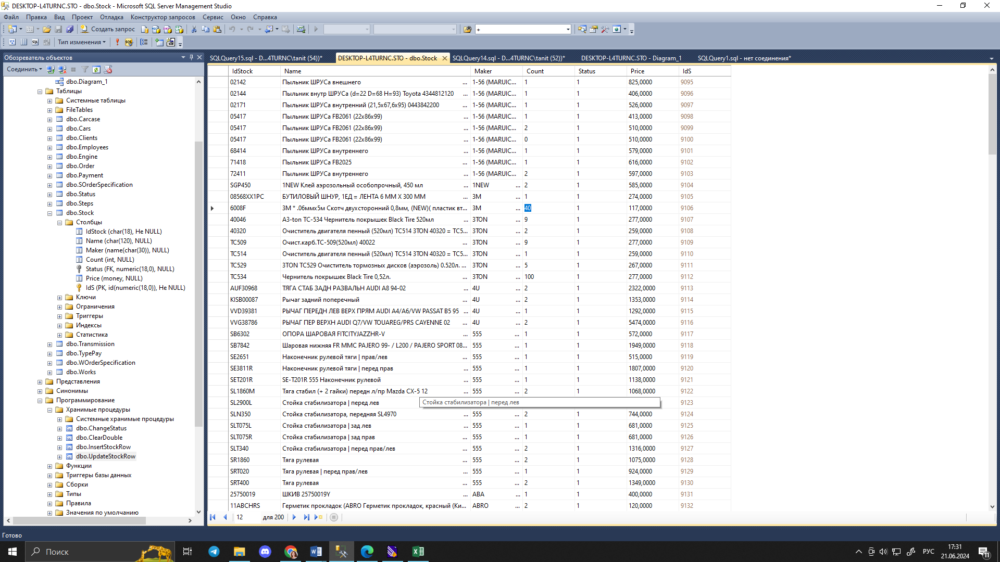 DESKTOP-L4TURNC.STO - dbo.Stock - Microsoft SQL Server Management Studio
Файл Правка Вид Проект Отладка Конструктор запросов Сервис Окно Справка
Создать запрос +
Тип изменения
Обозреватель объектов
Соединить
dbo.Diagram_1
Таблицы
Системные таблицы
FileTables
dbo.Carcase
dbo.Cars
dbo.Clients
dbo.Employees
dbo.Engine
dbo.Order
dbo.Payment
dbo.SOrderSpecification
dbo.Status
dbo.Steps
dbo.Stock
Столбцы
IdStock (char(18), Не NULL)
Name (char(120), NULL)
Maker (name(char(30)), NULL)
Count (int, NULL)
Status (FK, numeric(18,0), NULL)
Price (money, NULL)
IdS (PK, id(numeric(18,0)), Не NULL)
Ключи
Ограничения
Триггеры
Индексы
Статистика
dbo.Transmission
dbo.TypePay
dbo.WOrderSpecification
dbo.Works
Представления
Синонимы
Программирование
Хранимые процедуры
Системные хранимые процедуры
dbo.ChangeStatus
dbo.ClearDouble
dbo.InsertStockRow
dbo.UpdateStockRow
Функции
Триггеры базы данных
Сборки
Типы
Правила
Значения по умолчанию
SQLQuery15.sql - D...4TURNC\tanit (54))* DESKTOP-L4TURNC.STO - dbo.Stock SQLQuery14.sql - D...4TURNC\tanit (52))* DESKTOP-L4TURNC.STO - Diagram_1 SQLQuery1.sql - нет соединения*
IdStock Name Maker Count Status Price IdS
02142 Пыльник ШРУСа внешнего ... 1-56 (MARUIC... 1 1 825,0000 9095
02144 Пыльник внутр ШРУСа (d=22 D=68 H=93) Toyota 4344812120 ... 1-56 (MARUIC... 1 1 406,0000 9096
02171 Пыльник ШРУСа внутренний (21,5x67,6x95) 0443842200 ... 1-56 (MARUIC... 1 1 526,0000 9097
05417 Пыльник ШРУСа FB2061 (22x86x99) ... 1-56 (MARUIC... 1 1 413,0000 9098
05417 Пыльник ШРУСа FB2061 (22x86x99) ... 1-56 (MARUIC... 2 1 510,0000 9099
05417 Пыльник ШРУСа FB2061 (22x86x99) ... 1-56 (MARUIC... 0 1 510,0000 9100
68414 Пыльник ШРУСа внутреннего ... 1-56 (MARUIC... 1 1 579,0000 9101
71418 Пыльник ШРУСа FB2025 ... 1-56 (MARUIC... 1 1 616,0000 9102
72411 Пыльник ШРУСа внутреннего ... 1-56 (MARUIC... 2 1 597,0000 9103
SGP450 1NEW Клей аэрозольный особопрочный, 450 мл ... 1NEW ... 2 1 585,0000 9104
08568XX1PC БУТИЛОВЫЙ ШНУР, 1ЕД = ЛЕНТА 6 ММ X 300 ММ ... 3M ... 1 1 274,0000 9105
6008F 3M * .06ммx5м Скотч двухсторонний 0,8мм, (NEW)( пластик вт... ... 3M ... 40 1 117,0000 9106
40046 A3-ton TC-534 Чернитель покрышек Black Tire 520мл ... 3TON ... 9 1 277,0000 9107
40320 Очиститель двигателя пенный (520мл) TC514 3TON 40320 = TC5... 3TON ... 2 1 259,0000 9108
TC509 Очист.карб.TC-509(520мл) 40022 ... 3TON ... 9 1 277,0000 9109
TC514 Очиститель двигателя пенный (520мл) TC514 3TON 40320 = TC5... 3TON ... 1 1 259,0000 9110
TC529 3TON TC529 Очиститель тормозных дисков (аэрозоль) 0.520л. ... 3TON ... 5 1 267,0000 9111
TC534 Чернитель покрышек Black Tire 0,52л. ... 3TON ... 100 1 277,0000 9112
AUF30968 ТЯГА СТАБ ЗАДН РАЗВАЛЬН AUDI A8 94-02 ... 4U ... 2 1 2322,0000 9113
KISB00087 Рычаг задний поперечный ... 4U ... 2 1 1353,0000 9114
VVD39381 РЫЧАГ ПЕРЕДН ЛЕВ ВЕРХ ПРЯМ AUDI A4/A6/VW PASSAT B5 95 ... 4U ... 1 1 1292,0000 9115
VVG38786 РЫЧАГ ПЕР ВЕРХН AUDI Q7/VW TOUAREG/PRS CAYENNE 02 ... 4U ... 2 1 5474,0000 9116
SB6302 ОПОРА ШАРОВАЯ FITCITYJAZZHR-V ... 555 ... 1 1 572,0000 9117
SB7842 Шаровая нижняя FR MMC PAJERO 99- / L200 / PAJERO SPORT 08... 555 ... 1 1 1949,0000 9118
SE2651 Наконечник рулевой тяги | прав/лев ... 555 ... 1 1 515,0000 9119
SE3811R Наконечник рулевой тяги | перед прав ... 555 ... 1 1 1807,0000 9120
SET201R SE-T201R 555 Наконечник рулевой ... 555 ... 1 1 1138,0000 9121
SL1860M Тяга стабил (+ 2 гайки) передн л/пр Mazda CX-5 12 ... 555 ... 2 1 1068,0000 9122
SL2900L Стойка стабилизатора | перед лев 9123
Стойка стабилизатора | перед лев
SLN350 Стойка стабилизатора, передняя SL4970 ... 555 ... 2 1 744,0000 9124
SLT075L Стойка стабилизатора | зад лев ... 555 ... 1 1 681,0000 9125
SLT075R Стойка стабилизатора | зад прав ... 555 ... 1 1 681,0000 9126
SLT340 Стойка стабилизатора | перед прав/лев ... 555 ... 2 1 1316,0000 9127
SR1860 Тяга рулевая ... 555 ... 2 1 1075,0000 9128
SRT020 Тяга рулевая | перед прав/лев ... 555 ... 1 1 924,0000 9129
SRT400 Тяга рулевая ... 555 ... 2 1 1349,0000 9130
25750019 ШКИВ 25750019Y ... ABA ... 1 1 400,0000 9131
11ABCHRS Герметик прокладок (ABRO Герметик прокладок, красный (Ки... ABRO ... 2 1 120,0000 9132
12 для 200
Готово
Поиск
РУС
17:31
21.06.2024
11